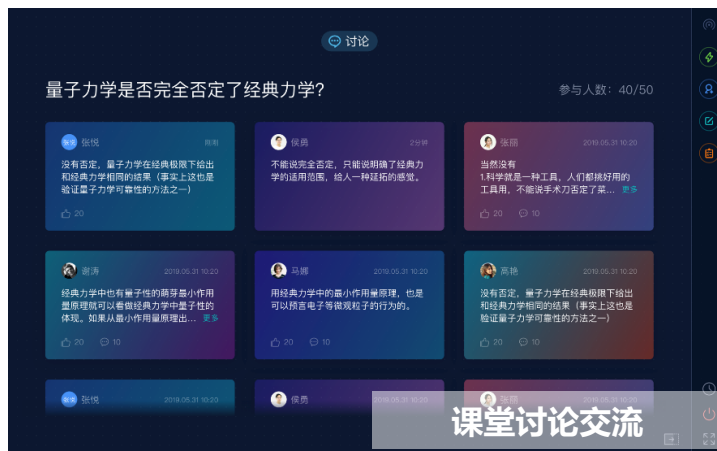 讨论
量子力学是否完全否定了经典力学?
参与人数: 40/50
张悦 刚刚
没有否定，量子力学在经典极限下给出
和经典力学相同的结果（事实上这也是
验证量子力学可靠性的方法之一）
20
侯勇 2分钟
不能说完全否定，只能说明确了经典力
学的适用范围，给人一种延拓的感觉。
张丽 2019.05.31 10:20
当然没有
1.科学就是一种工具，人们都挑好用的
工具用，不能说手术刀否定了菜... 更多
20 10
谢涛 2019.05.31 10:20
经典力学中也有量子性的萌芽最小作用
量原理就可以看做经典力学中量子性的
体现。如果从最小作用量原理出... 更多
20 10
马娜 2019.05.31 10:20
用经典力学中的最小作用量原理，也是
可以预言电子等微观粒子的行为的。
20 10
高艳 2019.05.31 10:20
没有否定，量子力学在经典极限下给出
和经典力学相同的结果（事实上这也是
验证量子力学可靠性的方法之一）
20 10
张悦 2019.05.31 10:20
侯勇 2019.05.31 10:20
张丽 2019.05.31 10:20
课堂讨论交流